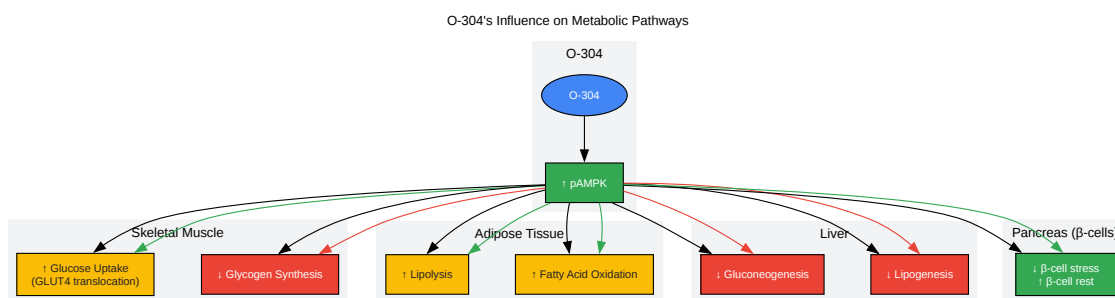 O-304's Influence on Metabolic Pathways
O-304
O-304
↑ pAMPK
Skeletal Muscle
Adipose Tissue
Liver
Pancreas (β-cells)
↑ Glucose Uptake
(GLUT4 translocation)
↓ Glycogen Synthesis
↑ Lipolysis
↑ Fatty Acid Oxidation
↓ Gluconeogenesis
↓ Lipogenesis
↓ β-cell stress
↑ β-cell rest